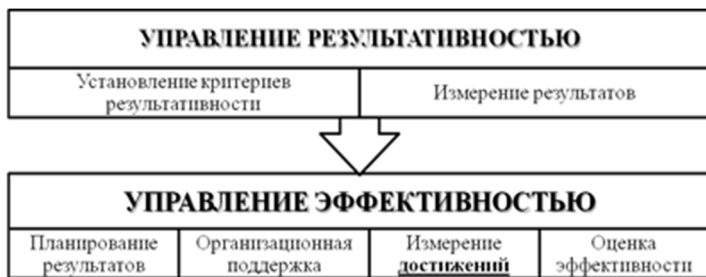 УПРАВЛЕНИЕ РЕЗУЛЬТАТИВНОСТЬЮ
Установление критериев
результативности
Измерение результатов
УПРАВЛЕНИЕ ЭФФЕКТИВНОСТЬЮ
Планирование
результатов
Организационная
поддержка
Измерение
достижений
Оценка
эффективности